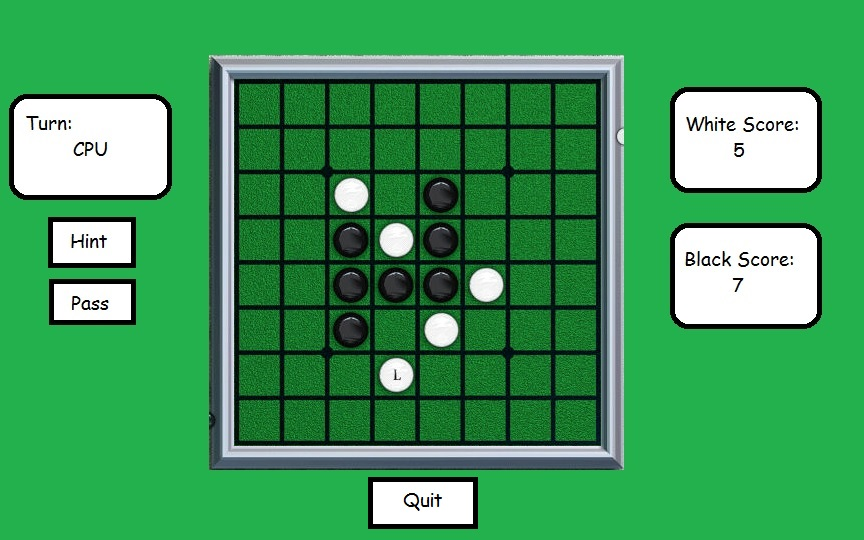 Turn:
CPU
Hint
Pass
White Score:
5
Black Score:
7
L
Quit